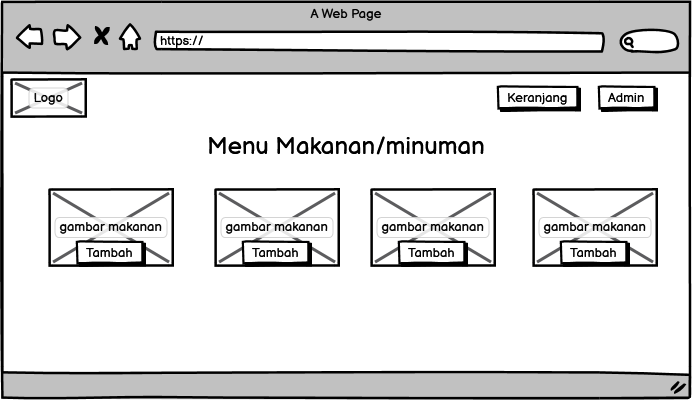 A Web Page
https://
Logo
Keranjang
Admin
Menu Makanan/minuman
gambar makanan
gambar makanan
gambar makanan
gambar makanan
Tambah
Tambah
Tambah
Tambah